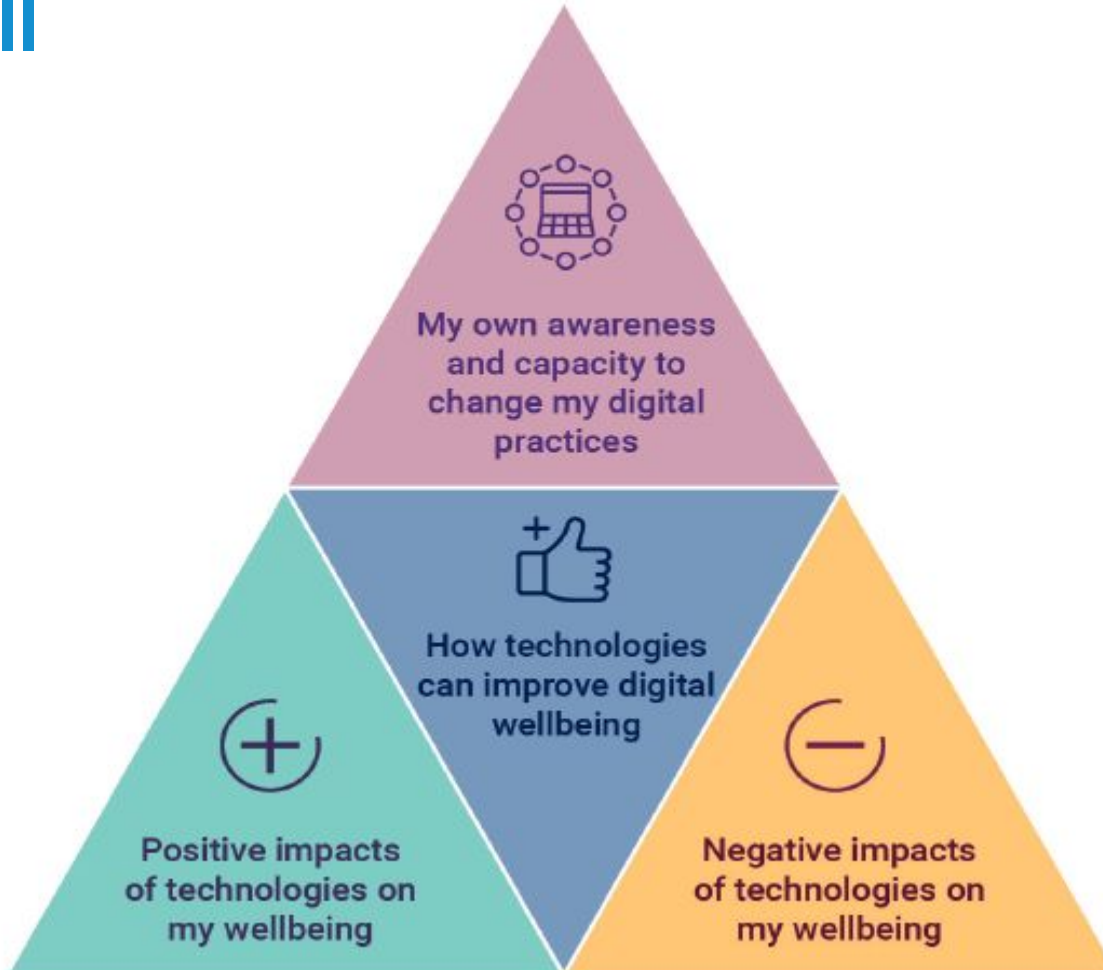 My own awareness
and capacity to
change my digital
practices
How technologies
can improve digital
wellbeing
Positive impacts
of technologies on
my wellbeing
Negative impacts
of technologies on
my wellbeing